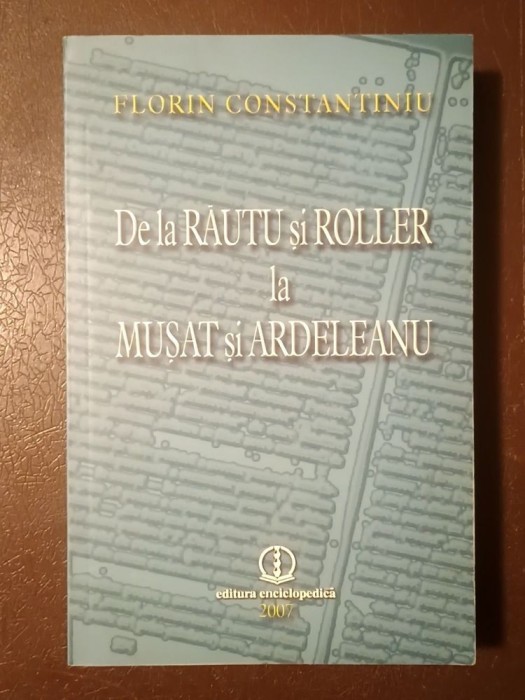 FLORIN CONSTANTINIU
De la RĂUTU și ROLLER
la
MUȘAT și ARDELEANU
editura enciclopedică
2007